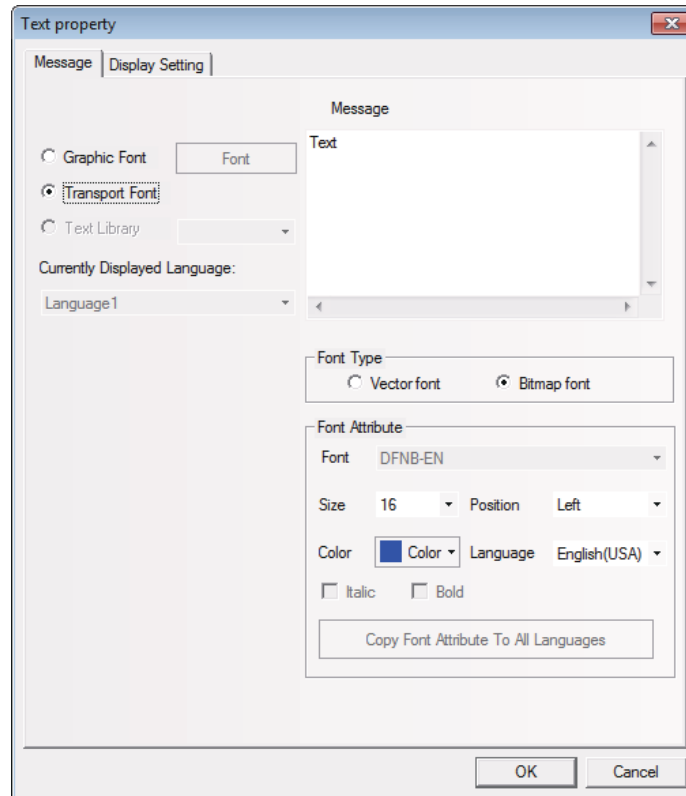 Text property
Message Display Setting
Message
Text
Graphic Font Font
Transport Font
Text Library
Currently Displayed Language:
Language1
Font Type
Vector font Bitmap font
Font Attribute
Font DFNB-EN
Size 16 Position Left
Color Color Language English(USA)
Italic Bold
Copy Font Attribute To All Languages
OK Cancel